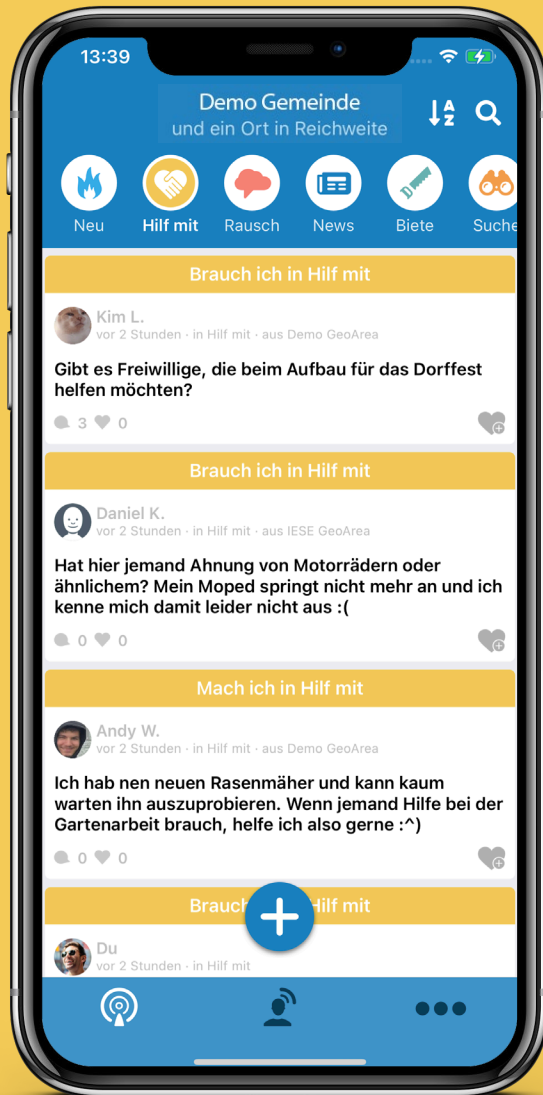 13:39
Demo Gemeinde
und ein Ort in Reichweite
A
Z
Neu
Hilf mit
Rausch
News
Biete
Suche
Brauch ich in Hilf mit
Kim L.
vor 2 Stunden · in Hilf mit · aus Demo GeoArea
Gibt es Freiwillige, die beim Aufbau für das Dorffest
helfen möchten?
3 0
Brauch ich in Hilf mit
Daniel K.
vor 2 Stunden · in Hilf mit · aus IESE GeoArea
Hat hier jemand Ahnung von Motorrädern oder
ähnlichem? Mein Moped springt nicht mehr an und ich
kenne mich damit leider nicht aus :(
0 0
Mach ich in Hilf mit
Andy W.
vor 2 Stunden · in Hilf mit · aus Demo GeoArea
Ich hab nen neuen Rasenmäher und kann kaum
warten ihn auszuprobieren. Wenn jemand Hilfe bei der
Gartenarbeit brauch, helfe ich also gerne :^)
0 0
Brauch Hilf mit
Du
vor 2 Stunden · in Hilf mit